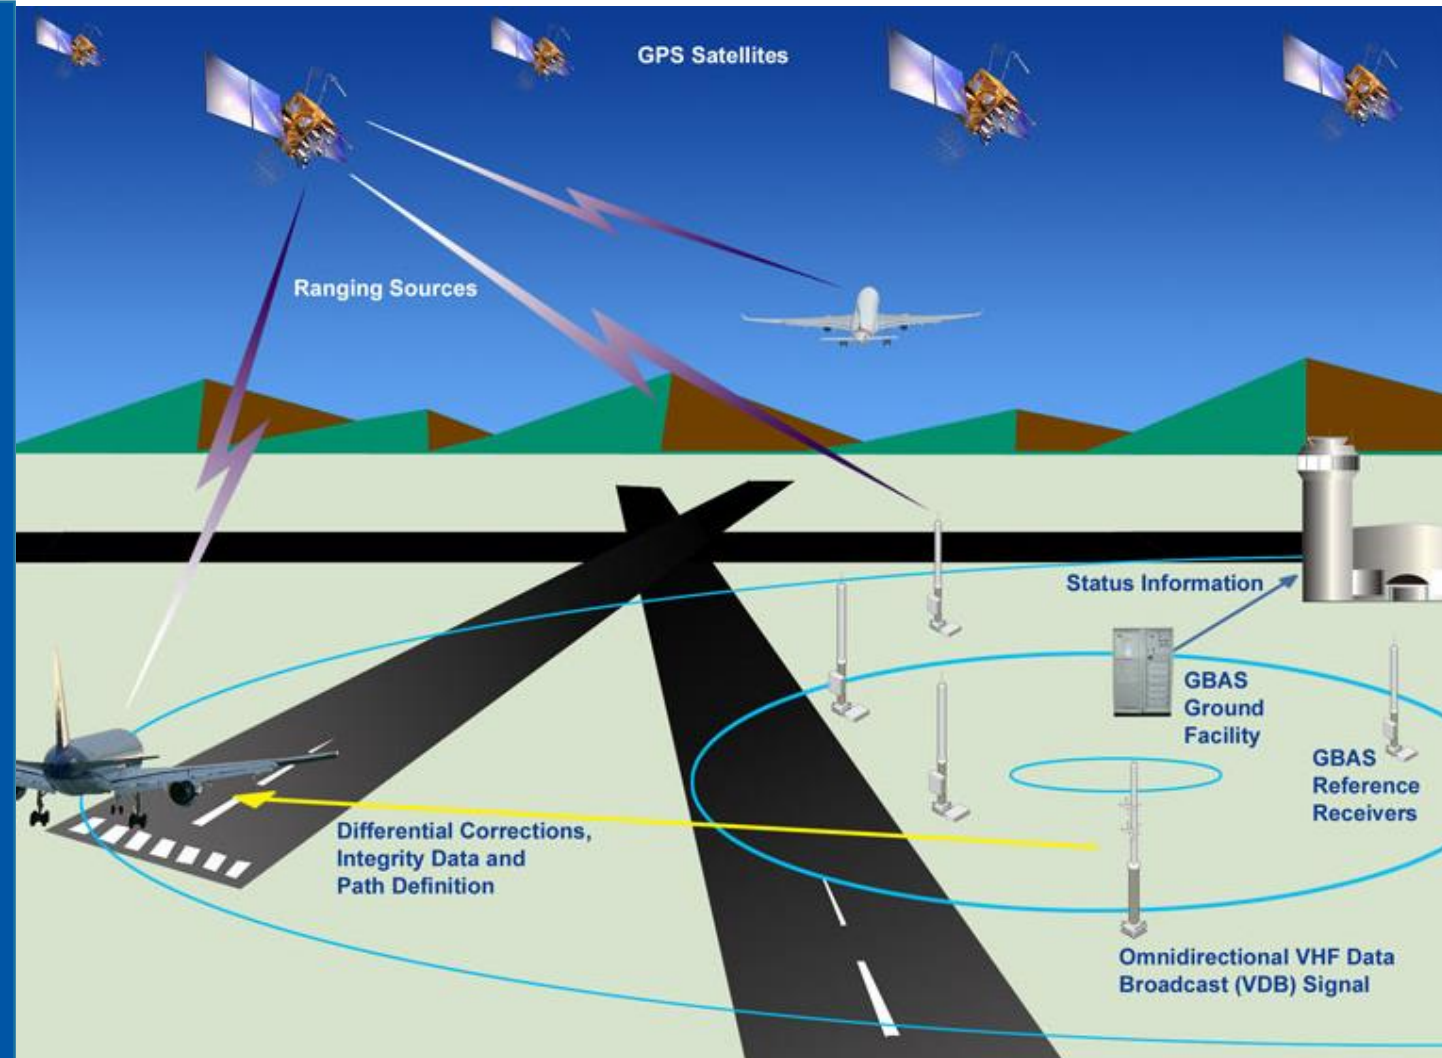 GPS Satellites
Ranging Sources
Status Information
GBAS
Ground
Facility
GBAS
Reference
Receivers
Differential Corrections,
Integrity Data and
Path Definition
Omnidirectional VHF Data
Broadcast (VDB) Signal